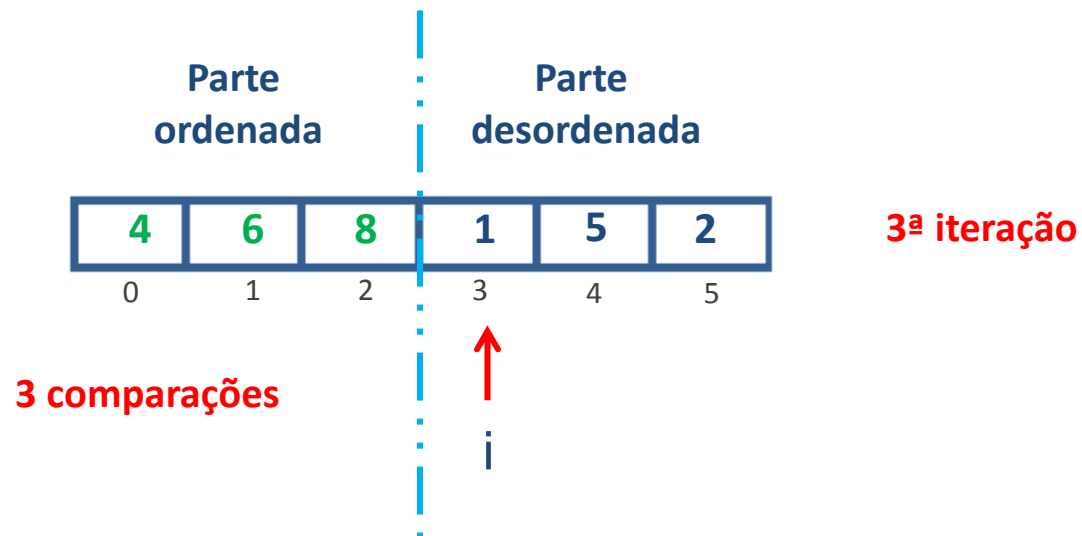 Parte
ordenada
Parte
desordenada
4 6 8 1 5 2
3ª iteração
0 1 2 3 4 5
3 comparações
i